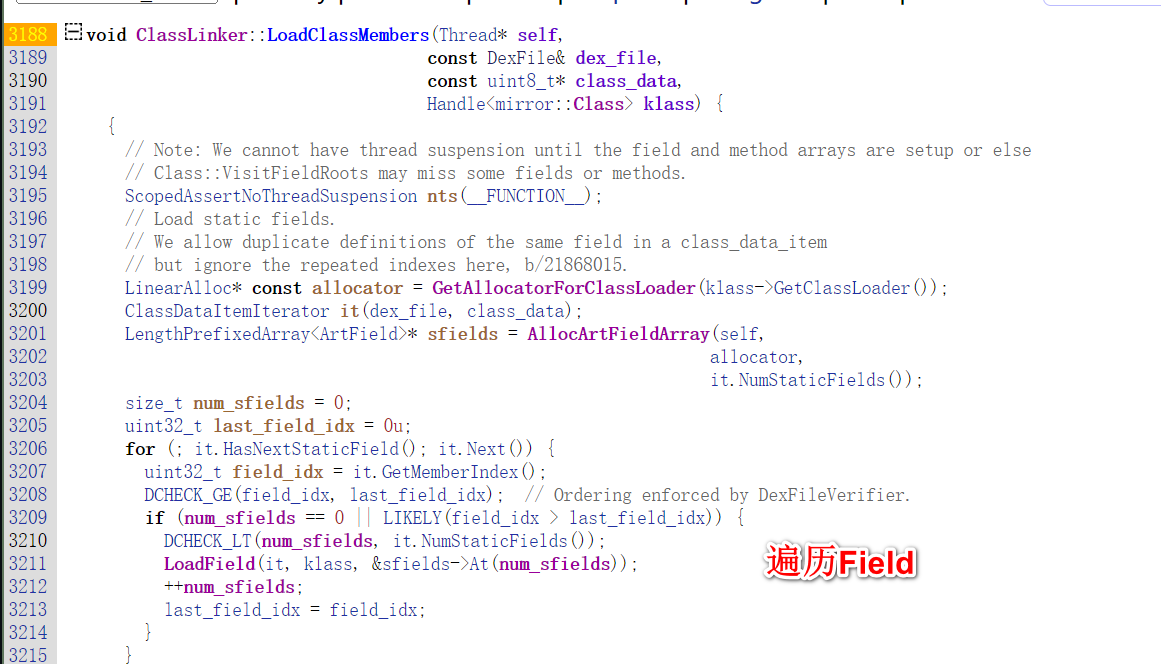 3188 void ClassLinker::LoadClassMembers(Thread* self,
3189 const DexFile& dex_file,
3190 const uint8_t* class_data,
3191 Handle<mirror::Class> klass) {
3192 {
3193 // Note: We cannot have thread suspension until the field and method arrays are setup or else
3194 // Class::VisitFieldRoots may miss some fields or methods.
3195 ScopedAssertNoThreadSuspension nts(__FUNCTION__);
3196 // Load static fields.
3197 // We allow duplicate definitions of the same field in a class_data_item
3198 // but ignore the repeated indexes here, b/21868015.
3199 LinearAlloc* const allocator = GetAllocatorForClassLoader(klass->GetClassLoader());
3200 ClassDataItemIterator it(dex_file, class_data);
3201 LengthPrefixedArray<ArtField>* sfields = AllocArtFieldArray(self,
3202 allocator,
3203 it.NumStaticFields());
3204 size_t num_sfields = 0;
3205 uint32_t last_field_idx = 0u;
3206 for (; it.HasNextStaticField(); it.Next()) {
3207 uint32_t field_idx = it.GetMemberIndex();
3208 DCHECK_GE(field_idx, last_field_idx); // Ordering enforced by DexFileVerifier.
3209 if (num_sfields == 0 || LIKELY(field_idx > last_field_idx)) {
3210 DCHECK_LT(num_sfields, it.NumStaticFields());
3211 LoadField(it, klass, &sfields->At(num_sfields));
遍历Field
3212 ++num_sfields;
3213 last_field_idx = field_idx;
3214 }
3215 }